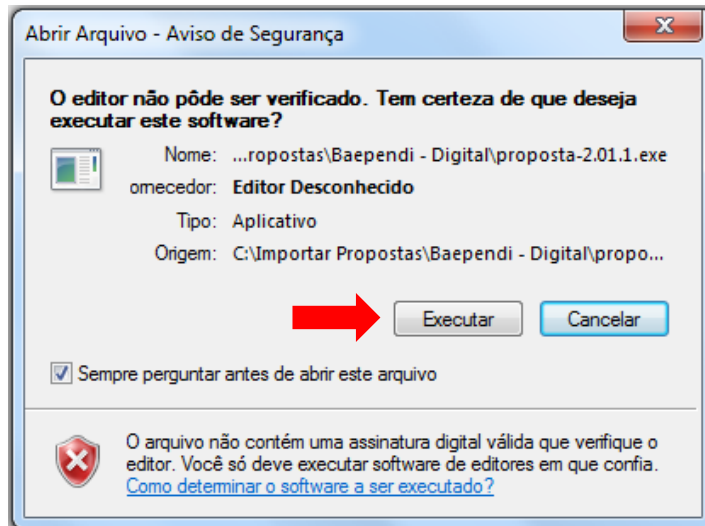 Abrir Arquivo - Aviso de Segurança
O editor não pôde ser verificado. Tem certeza de que deseja
executar este software?
Nome: ...ropostas\Baependi - Digital\proposta-2.01.1.exe
ornecedor: Editor Desconhecido
Tipo: Aplicativo
Origem: C:\Importar Propostas\Baependi - Digital\propo...
Executar Cancelar
Sempre perguntar antes de abrir este arquivo
O arquivo não contém uma assinatura digital válida que verifique o
editor. Você só deve executar software de editores em que confia.
Como determinar o software a ser executado?